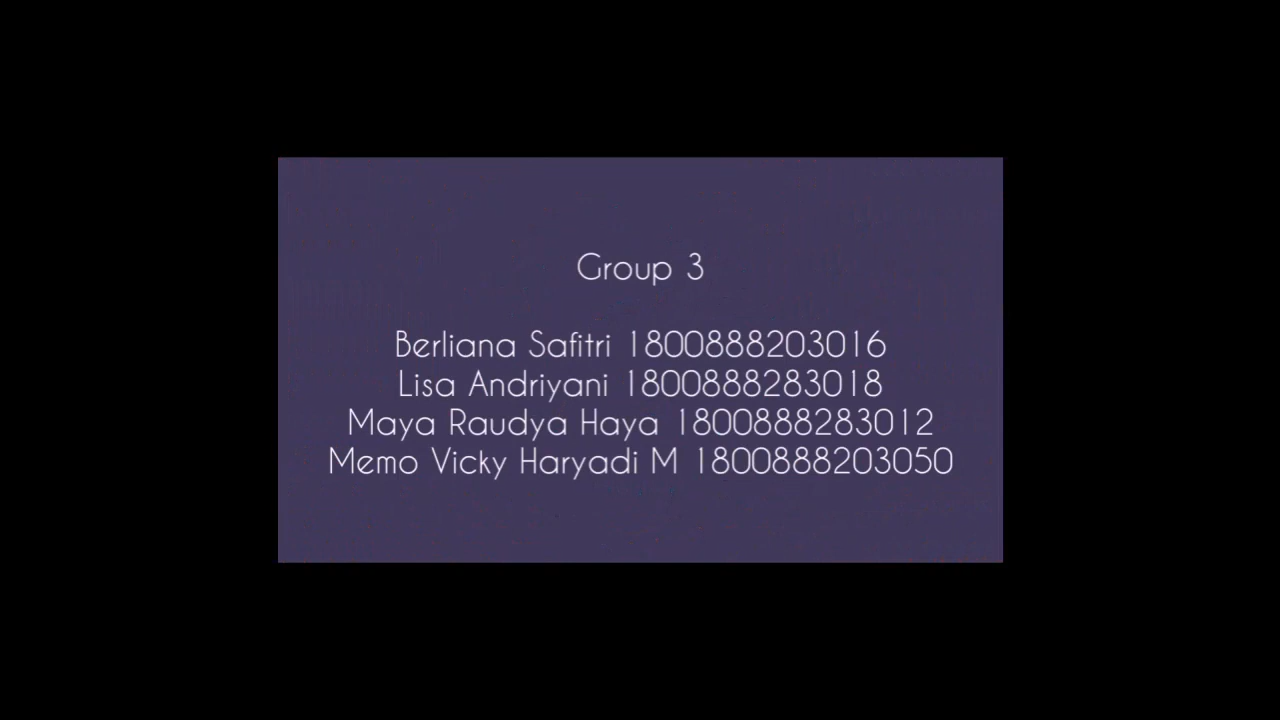 Group 3
Berliana Safitri 1800888203016
Lisa Andriyani 1800888283018
Maya Raudya Haya 1800888283012
Memo Vicky Haryadi M 1800888203050